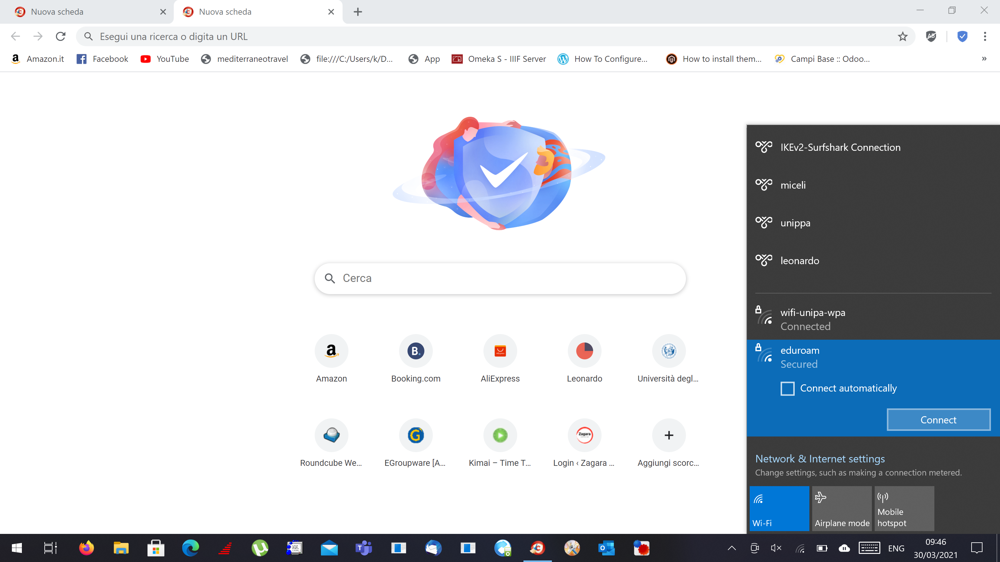 Nuova scheda
Nuova scheda
Esegui una ricerca o digita un URL
AB
a Amazon.it
Facebook
YouTube
mediterraneotravel
file:///C:/Users/k/D...
App
Omeka S - IIIF Server
How To Configure...
How to install them...
Campi Base :: Odoo...
»
Cerca
a
B.
AliExpress
Amazon
Booking.com
AliExpress
Leonardo
Università degl...
G
Zagara
Roundcube We...
EGroupware [A...
Kimai – Time T...
Login ‹ Zagara ...
Aggiungi scorc...
IKEv2-Surfshark Connection
miceli
unippa
leonardo
wifi-unipa-wpa
Connected
eduroam
Secured
Connect automatically
Connect
Network & Internet settings
Change settings, such as making a connection metered.
Wi-Fi
Airplane mode
Mobile
hotspot
ENG
09:46
30/03/2021